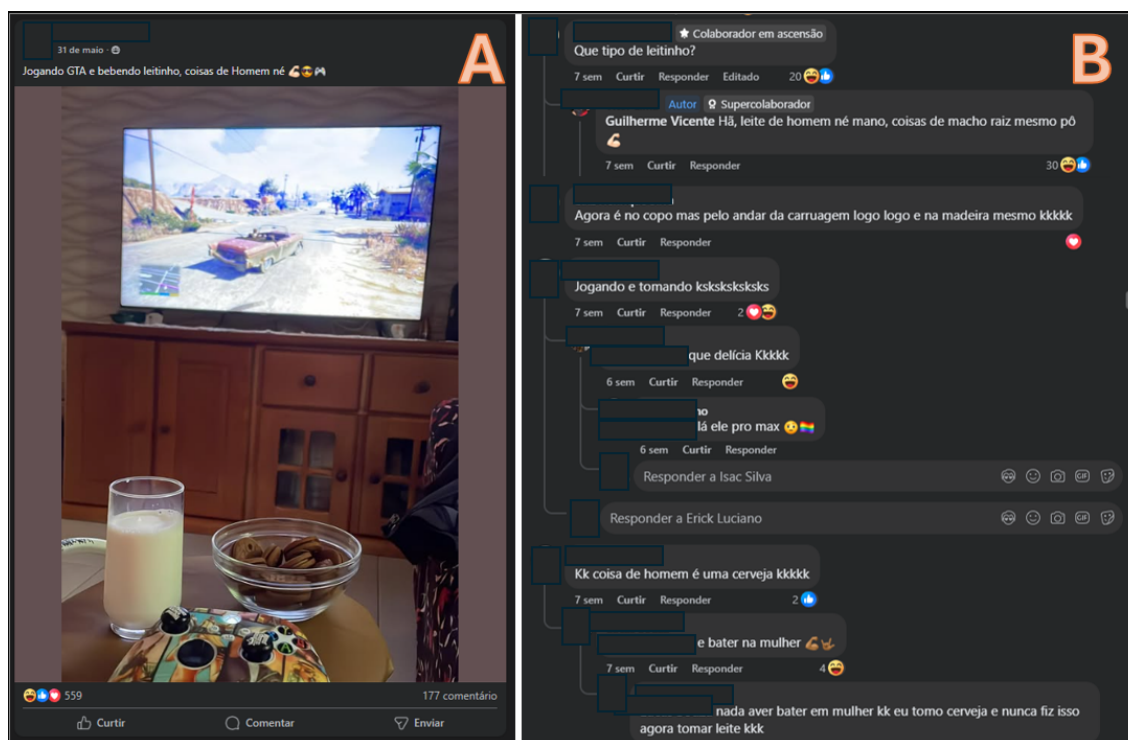 31 de maio ·
A
Jogando GTA e bebendo leitinho, coisas de Homem né 💪🏻😎🎮
559
177 comentário
Curtir
Comentar
Enviar
B
Colaborador em ascensão
Que tipo de leitinho?
7 sem Curtir Responder Editado 20
Autor Supercolaborador
Guilherme Vicente Hã, leite de homem né mano, coisas de macho raiz mesmo pô
💪🏻
7 sem Curtir Responder 30
Agora é no copo mas pelo andar da carruagem logo logo e na madeira mesmo kkkkk
7 sem Curtir Responder
Jogando e tomando ksksksksksks
7 sem Curtir Responder 2
que delícia Kkkkk
6 sem Curtir Responder
lá ele pro max 😏🏳️‍🌈
6 sem Curtir Responder
Responder a Isac Silva
Responder a Erick Luciano
Kk coisa de homem é uma cerveja kkkkk
7 sem Curtir Responder 2
e bater na mulher 💪🏽🤟🏽
7 sem Curtir Responder 4
nada aver bater em mulher kk eu tomo cerveja e nunca fiz isso
agora tomar leite kkk